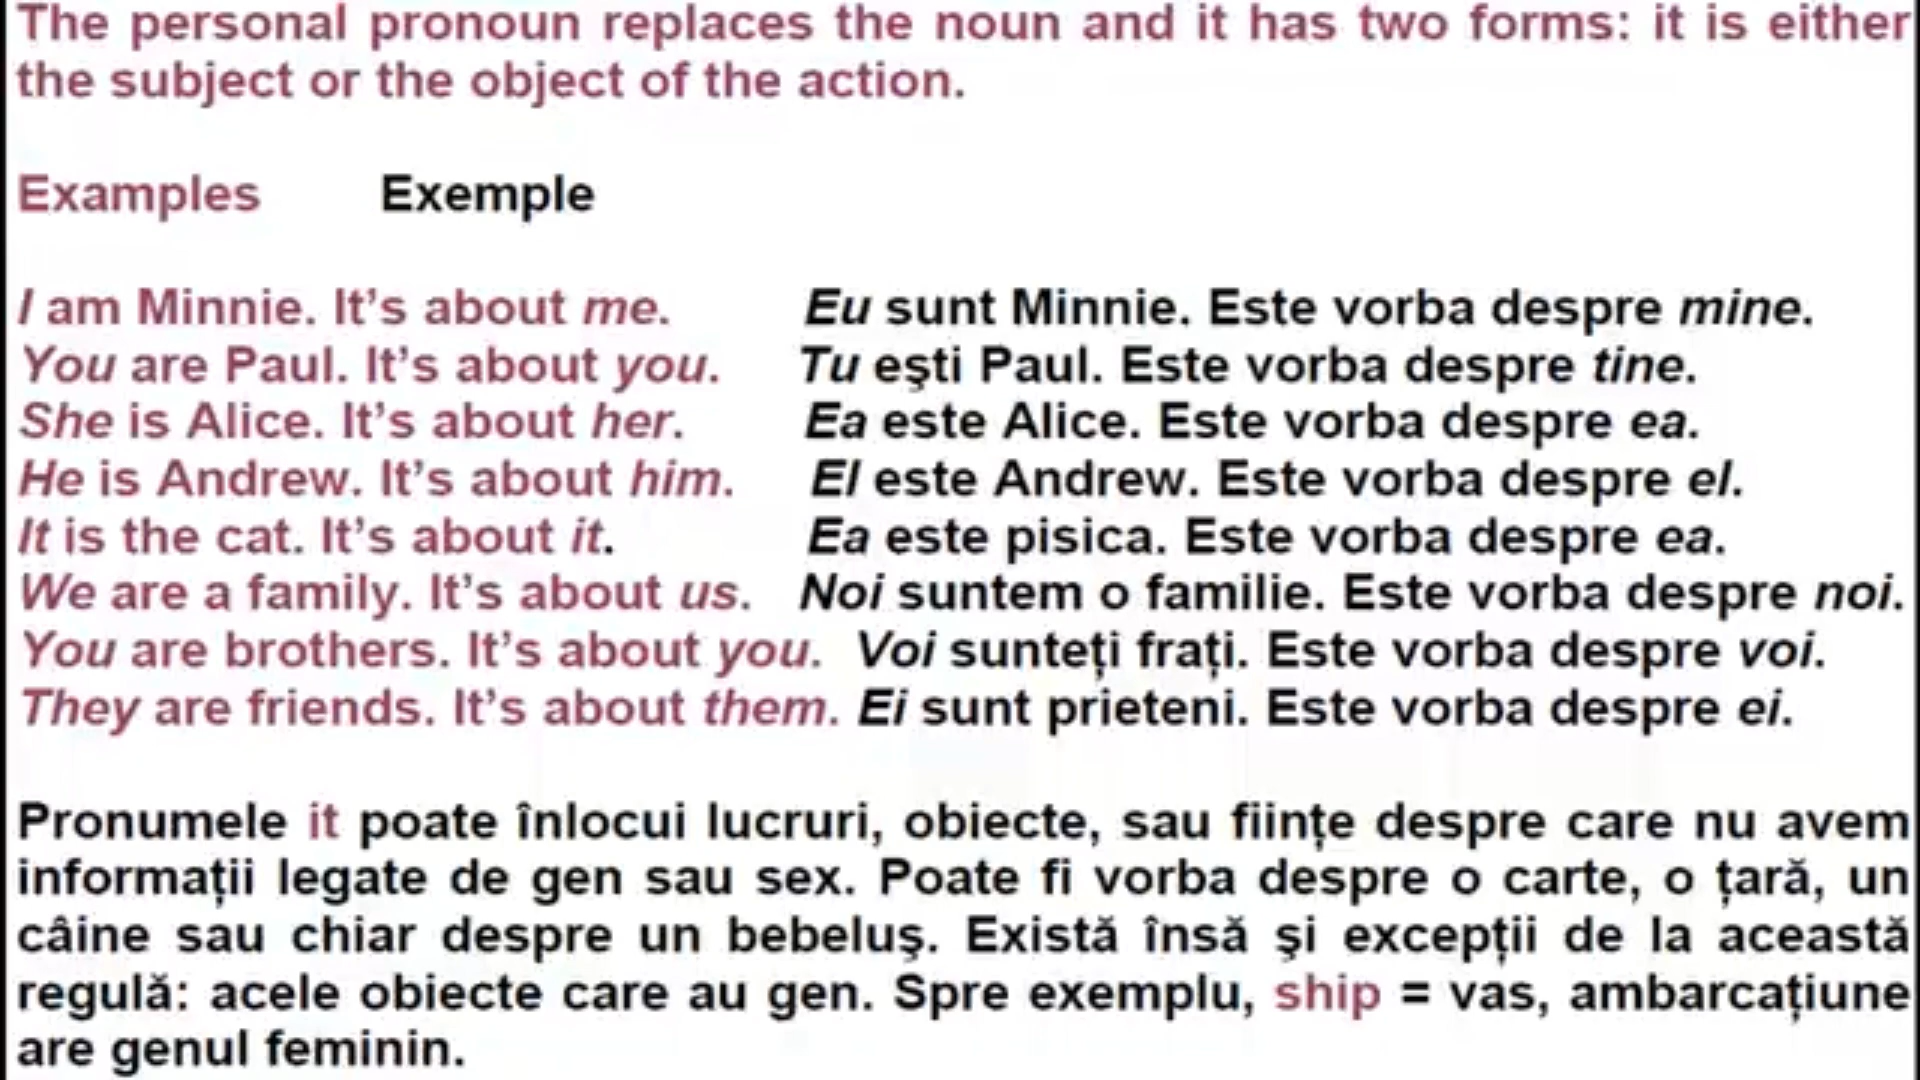 The personal pronoun replaces the noun and it has two forms: it is either
the subject or the object of the action.
Examples Exemple
I am Minnie. It's about me. Eu sunt Minnie. Este vorba despre mine.
You are Paul. It's about you. Tu eşti Paul. Este vorba despre tine.
She is Alice. It's about her. Ea este Alice. Este vorba despre ea.
He is Andrew. It's about him. El este Andrew. Este vorba despre el.
It is the cat. It's about it. Ea este pisica. Este vorba despre ea.
We are a family. It's about us. Noi suntem o familie. Este vorba despre noi.
You are brothers. It's about you. Voi sunteţi fraţi. Este vorba despre voi.
They are friends. It's about them. Ei sunt prieteni. Este vorba despre ei.
Pronumele it poate înlocui lucruri, obiecte, sau fiinţe despre care nu avem
informaţii legate de gen sau sex. Poate fi vorba despre o carte, o ţară, un
câine sau chiar despre un bebeluş. Există însă şi excepţii de la această
regulă: acele obiecte care au gen. Spre exemplu, ship = vas, ambarcaţiune
are genul feminin.